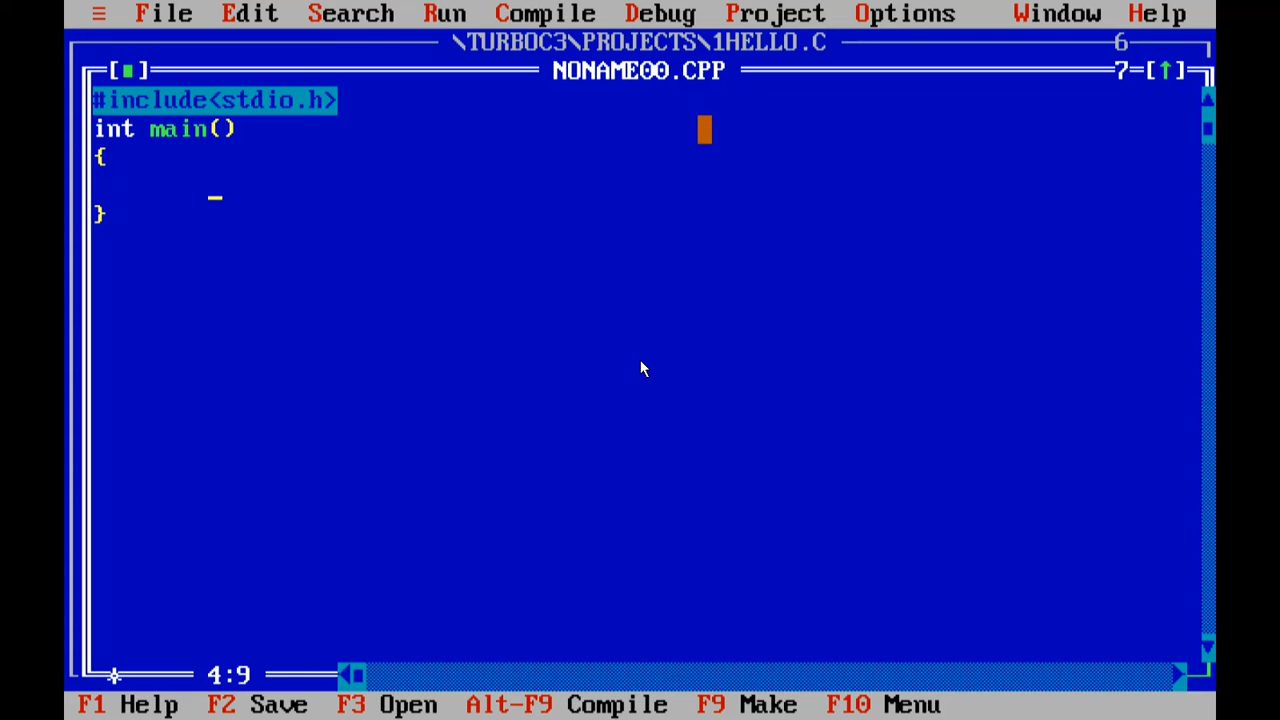 ≡ File Edit Search Run Compile Debug Project Options Window Help
\TURBOC3\PROJECTS\1HELLO.C 6
[■] NONAME00.CPP 7=[↑]
#include<stdio.h>
int main()
{
}
4:9
F1 Help F2 Save F3 Open Alt-F9 Compile F9 Make F10 Menu